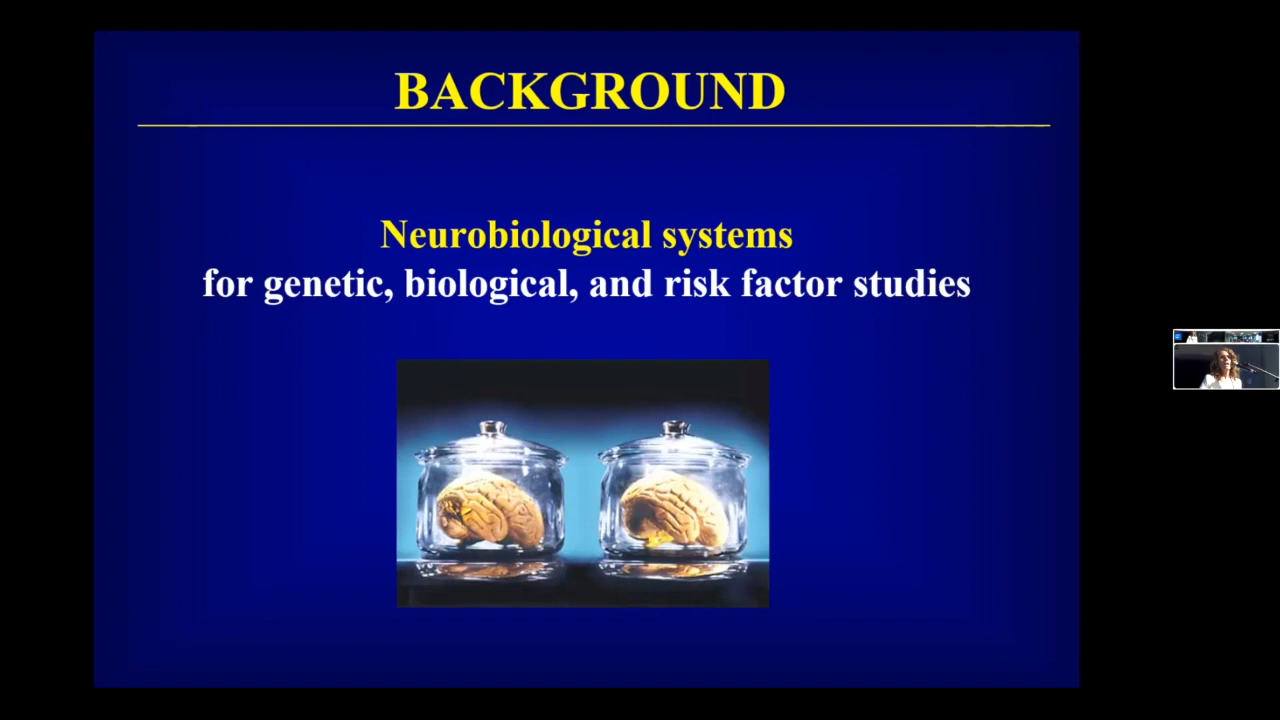 BACKGROUND
Neurobiological systems
for genetic, biological, and risk factor studies